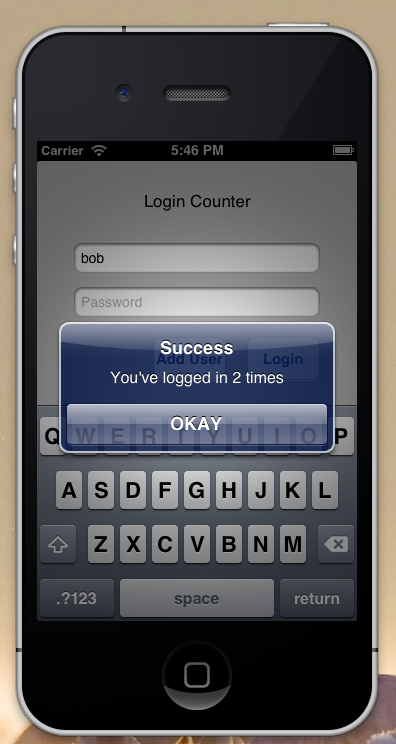 Carrier 5:46 PM
Login Counter
bob
Password
Add User Login
Success
You've logged in 2 times
OKAY
Q W E R T Y U I O P
A S D F G H J K L
Z X C V B N M
.?123 space return